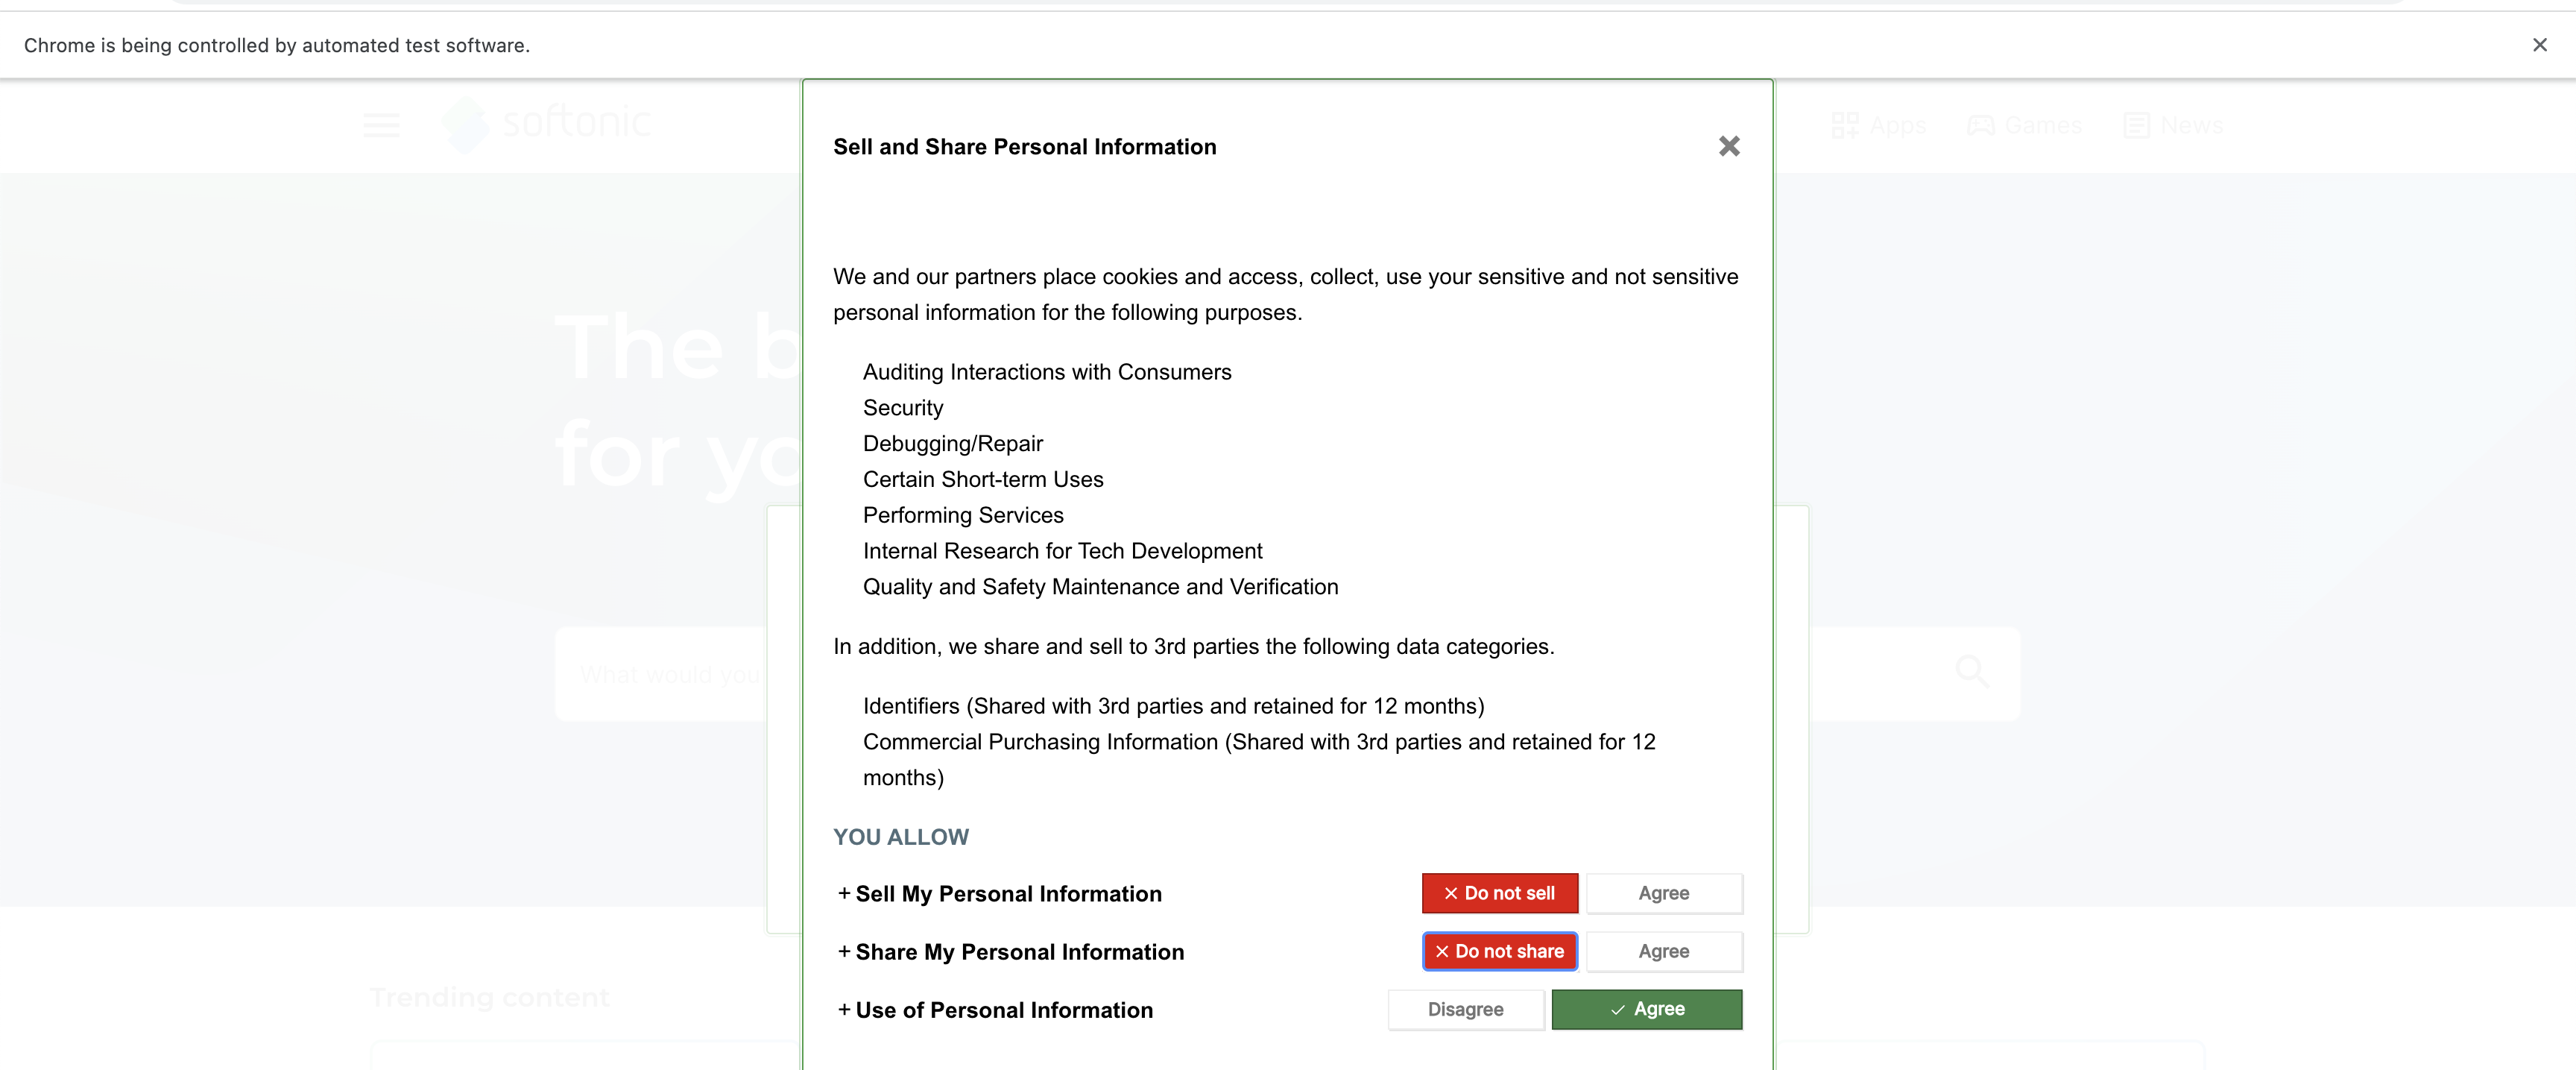 Chrome is being controlled by automated test software.
softonic
Apps
Games
News
Sell and Share Personal Information
We and our partners place cookies and access, collect, use your sensitive and not sensitive
personal information for the following purposes.
Auditing Interactions with Consumers
Security
Debugging/Repair
Certain Short-term Uses
Performing Services
Internal Research for Tech Development
Quality and Safety Maintenance and Verification
In addition, we share and sell to 3rd parties the following data categories.
Identifiers (Shared with 3rd parties and retained for 12 months)
Commercial Purchasing Information (Shared with 3rd parties and retained for 12
months)
YOU ALLOW
+ Sell My Personal Information
Do not sell
Agree
+ Share My Personal Information
Do not share
Agree
+ Use of Personal Information
Disagree
Agree
The b
for yo
What would you
Trending content